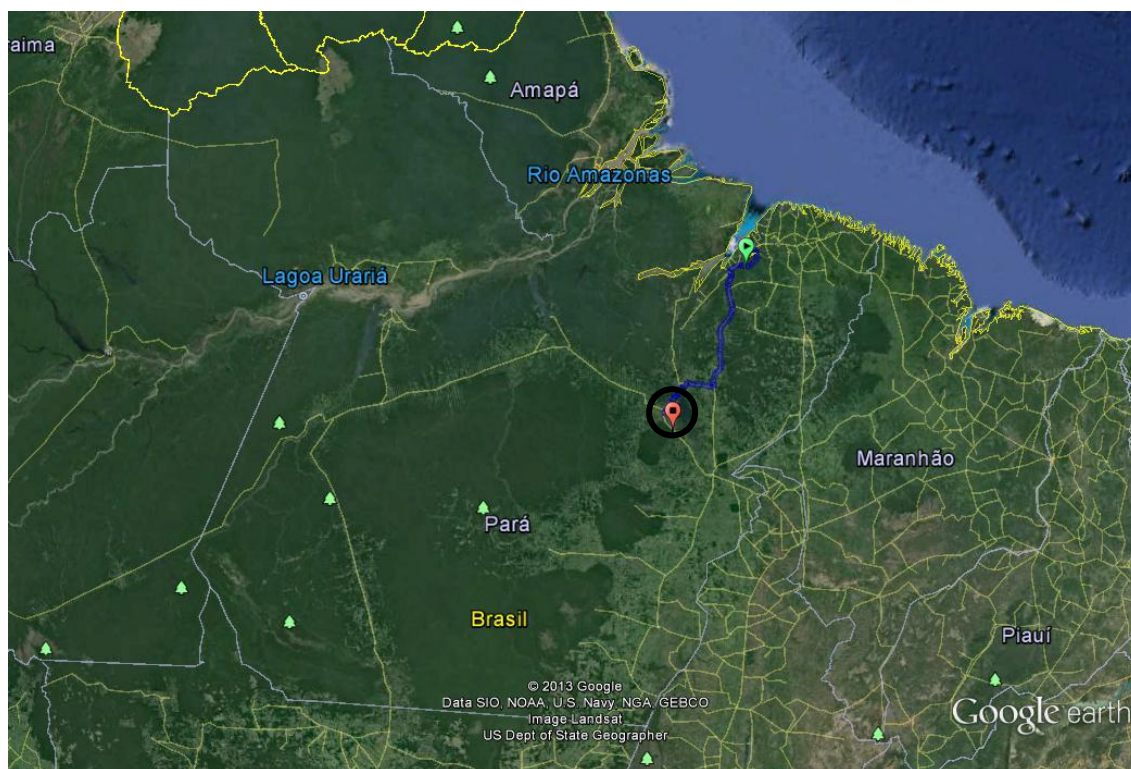 raima
Amapá
Rio Amazonas
Lagoa Urariá
Maranhão
Pará
Brasil
Piauí
© 2013 Google
Data SIO, NOAA, U.S. Navy, NGA, GEBCO
Image Landsat
US Dept of State Geographer
Google earth